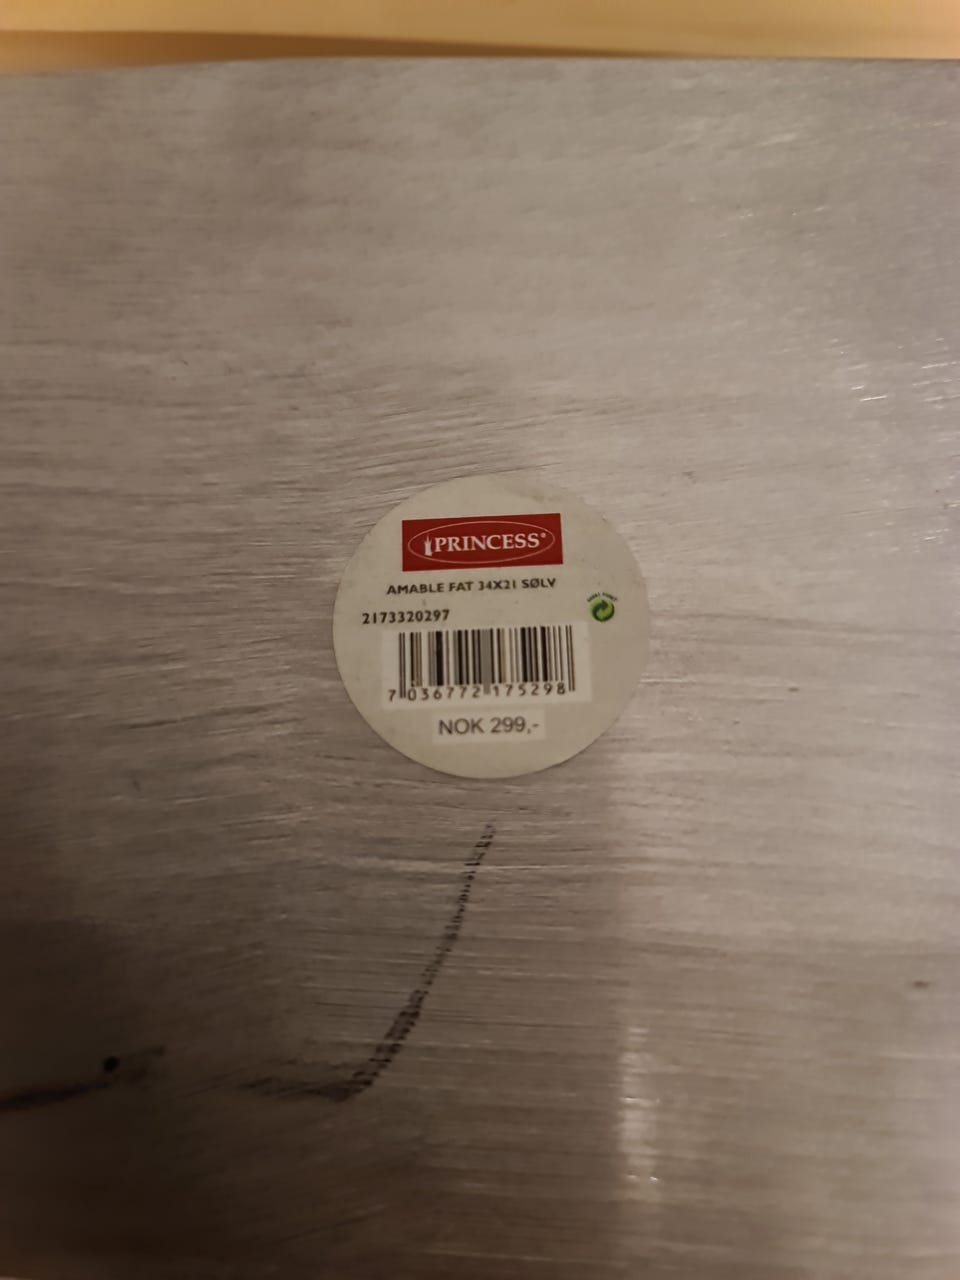 PRINCESS®
AMABLE FAT 34X21 SØLV
2173320297
7 036772 175298
NOK 299,-